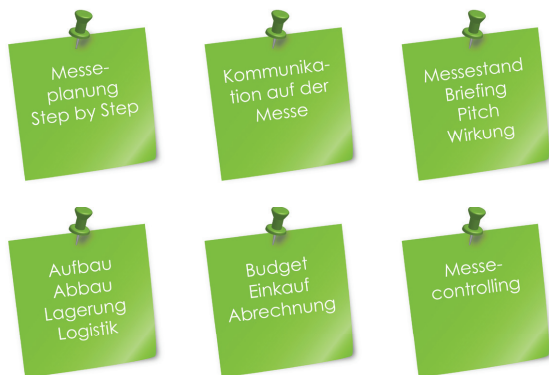 Messe-
planung
Step by Step
Kommunika-
tion auf der
Messe
Messestand
Briefing
Pitch
Wirkung
Aufbau
Abbau
Lagerung
Logistik
Budget
Einkauf
Abrechnung
Messe-
controlling